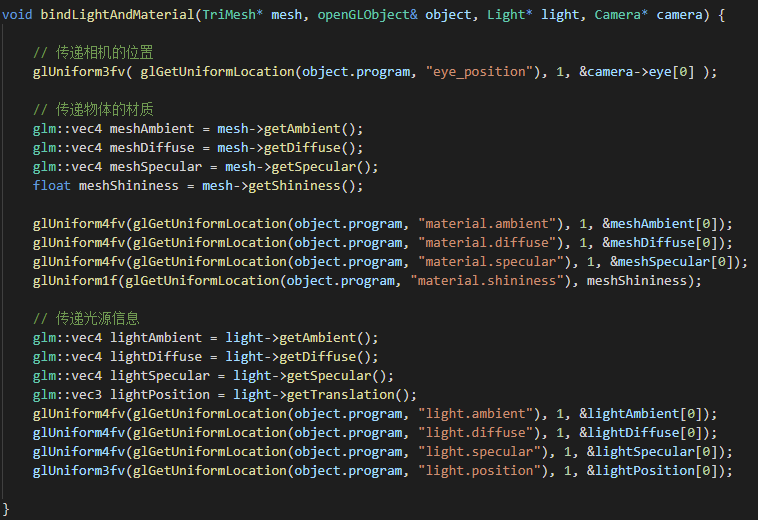 void bindLightAndMaterial(TriMesh* mesh, openGLObject& object, Light* light, Camera* camera) {
// 传递相机的位置
glUniform3fv( glGetUniformLocation(object.program, "eye_position"), 1, &camera->eye[0] );
// 传递物体的材质
glm::vec4 meshAmbient = mesh->getAmbient();
glm::vec4 meshDiffuse = mesh->getDiffuse();
glm::vec4 meshSpecular = mesh->getSpecular();
float meshShininess = mesh->getShininess();
glUniform4fv(glGetUniformLocation(object.program, "material.ambient"), 1, &meshAmbient[0]);
glUniform4fv(glGetUniformLocation(object.program, "material.diffuse"), 1, &meshDiffuse[0]);
glUniform4fv(glGetUniformLocation(object.program, "material.specular"), 1, &meshSpecular[0]);
glUniform1f(glGetUniformLocation(object.program, "material.shininess"), meshShininess);
// 传递光源信息
glm::vec4 lightAmbient = light->getAmbient();
glm::vec4 lightDiffuse = light->getDiffuse();
glm::vec4 lightSpecular = light->getSpecular();
glm::vec3 lightPosition = light->getTranslation();
glUniform4fv(glGetUniformLocation(object.program, "light.ambient"), 1, &lightAmbient[0]);
glUniform4fv(glGetUniformLocation(object.program, "light.diffuse"), 1, &lightDiffuse[0]);
glUniform4fv(glGetUniformLocation(object.program, "light.specular"), 1, &lightSpecular[0]);
glUniform3fv(glGetUniformLocation(object.program, "light.position"), 1, &lightPosition[0]);
}